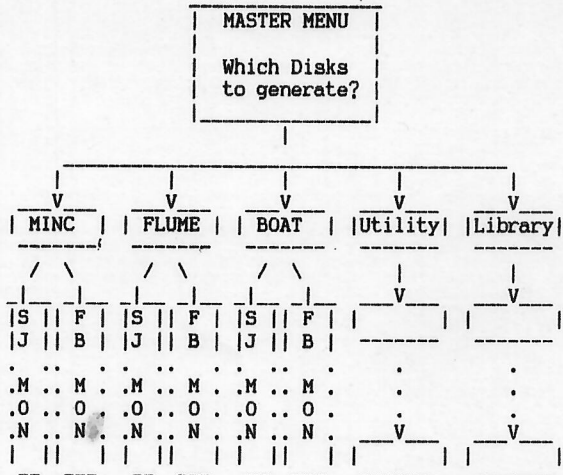 MASTER MENU
Which Disks
to generate?
MINC FLUME BOAT Utility Library
S F S F S F
J B J B J B
M M M M M M
O O O O O O
N N N N N N